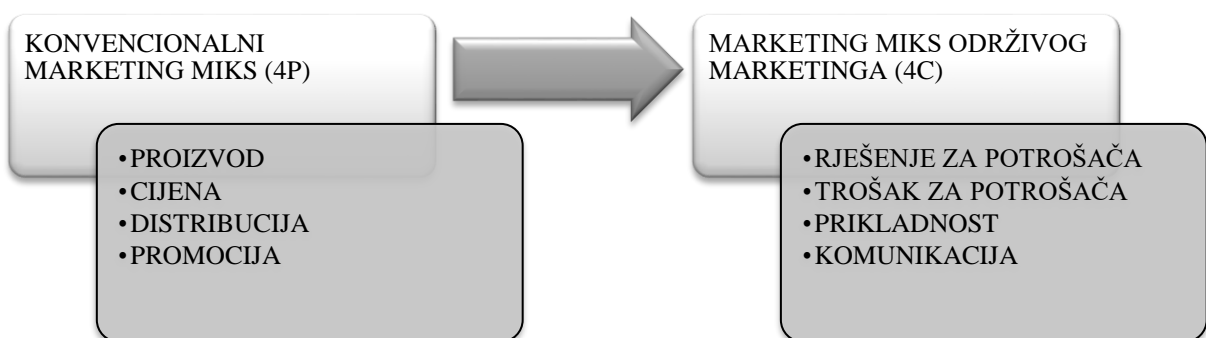 KONVENCIONALNI
MARKETING MIKS (4P)
•PROIZVOD
•CIJENA
•DISTRIBUCIJA
•PROMOCIJA
MARKETING MIKS ODRŽIVOG
MARKETINGA (4C)
•RJEŠENJE ZA POTROŠAČA
•TROŠAK ZA POTROŠAČA
•PRIKLADNOST
•KOMUNIKACIJA